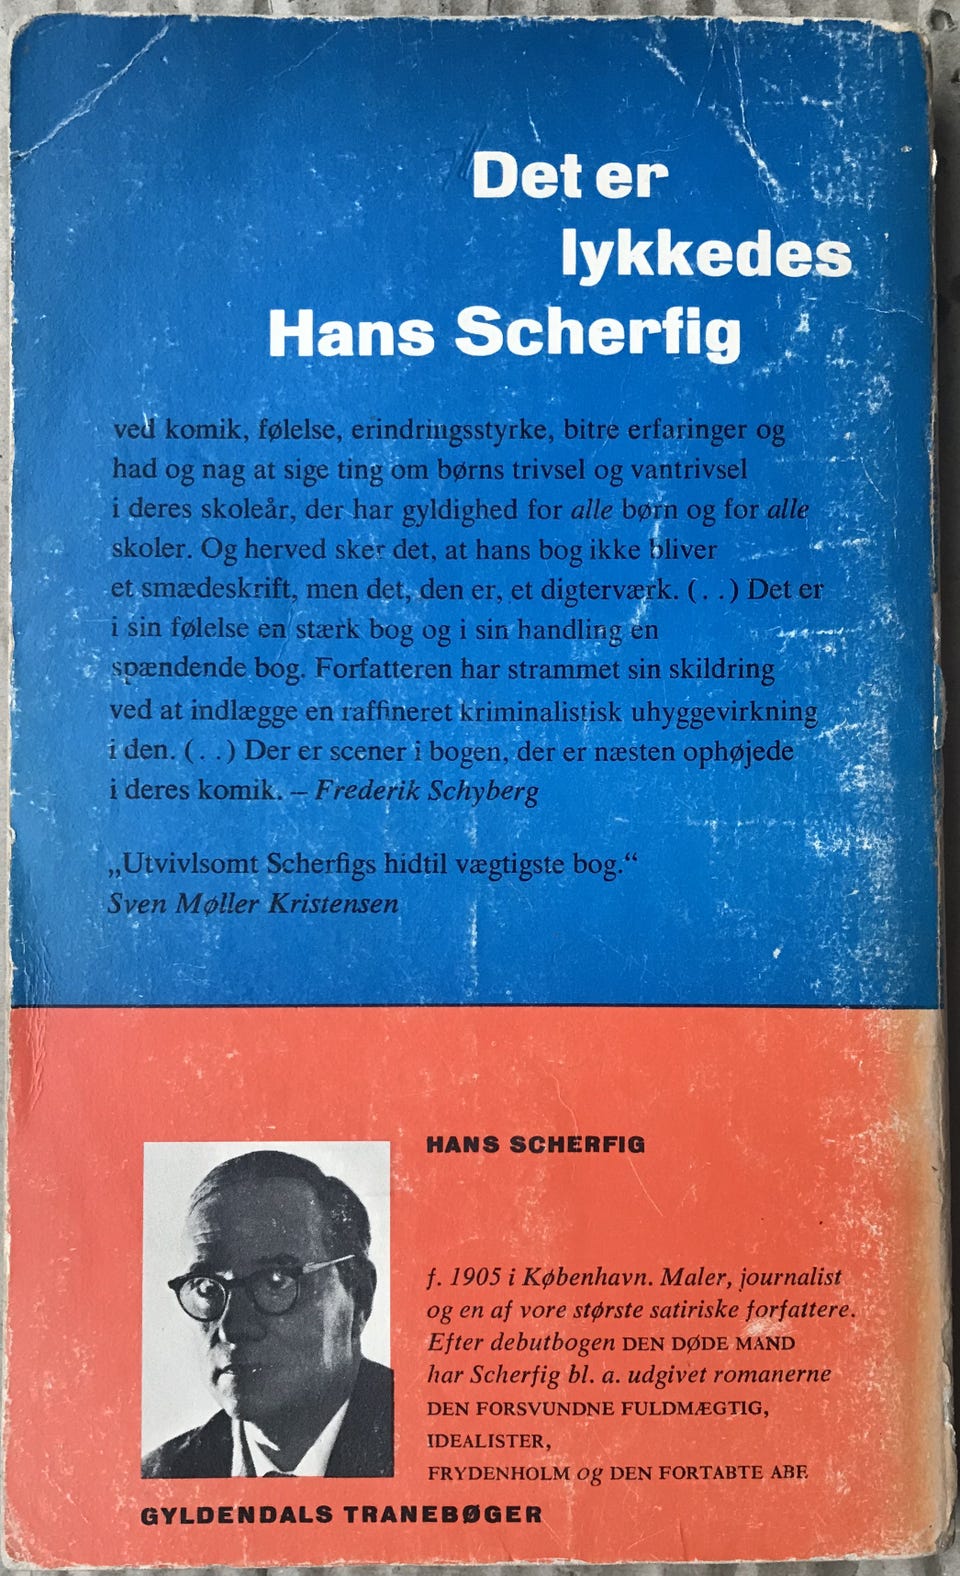 Det er
lykkedes
Hans Scherfig
ved komik, følelse, erindringsstyrke, bitre erfaringer og
had og nag at sige ting om børns trivsel og vantrivsel
i deres skoleår, der har gyldighed for alle børn og for alle
skoler. Og herved sker det, at hans bog ikke bliver
et smædeskrift, men det, den er, et digterværk. (. .) Det er
i sin følelse en stærk bog og i sin handling en
spændende bog. Forfatteren har strammet sin skildring
ved at indlægge en raffineret kriminalistisk uhyggevirkning
i den. (. .) Der er scener i bogen, der er næsten ophøjede
i deres komik. – Frederik Schyberg
„Utvivlsomt Scherfigs hidtil vægtigste bog.“
Sven Møller Kristensen
HANS SCHERFIG
f. 1905 i København. Maler, journalist
og en af vore største satiriske forfattere.
Efter debutbogen DEN DØDE MAND
har Scherfig bl. a. udgivet romanerne
DEN FORSVUNDNE FULDMÆGTIG,
IDEALISTER,
FRYDENHOLM og DEN FORTABTE ABE
GYLDENDALS TRANEBØGER